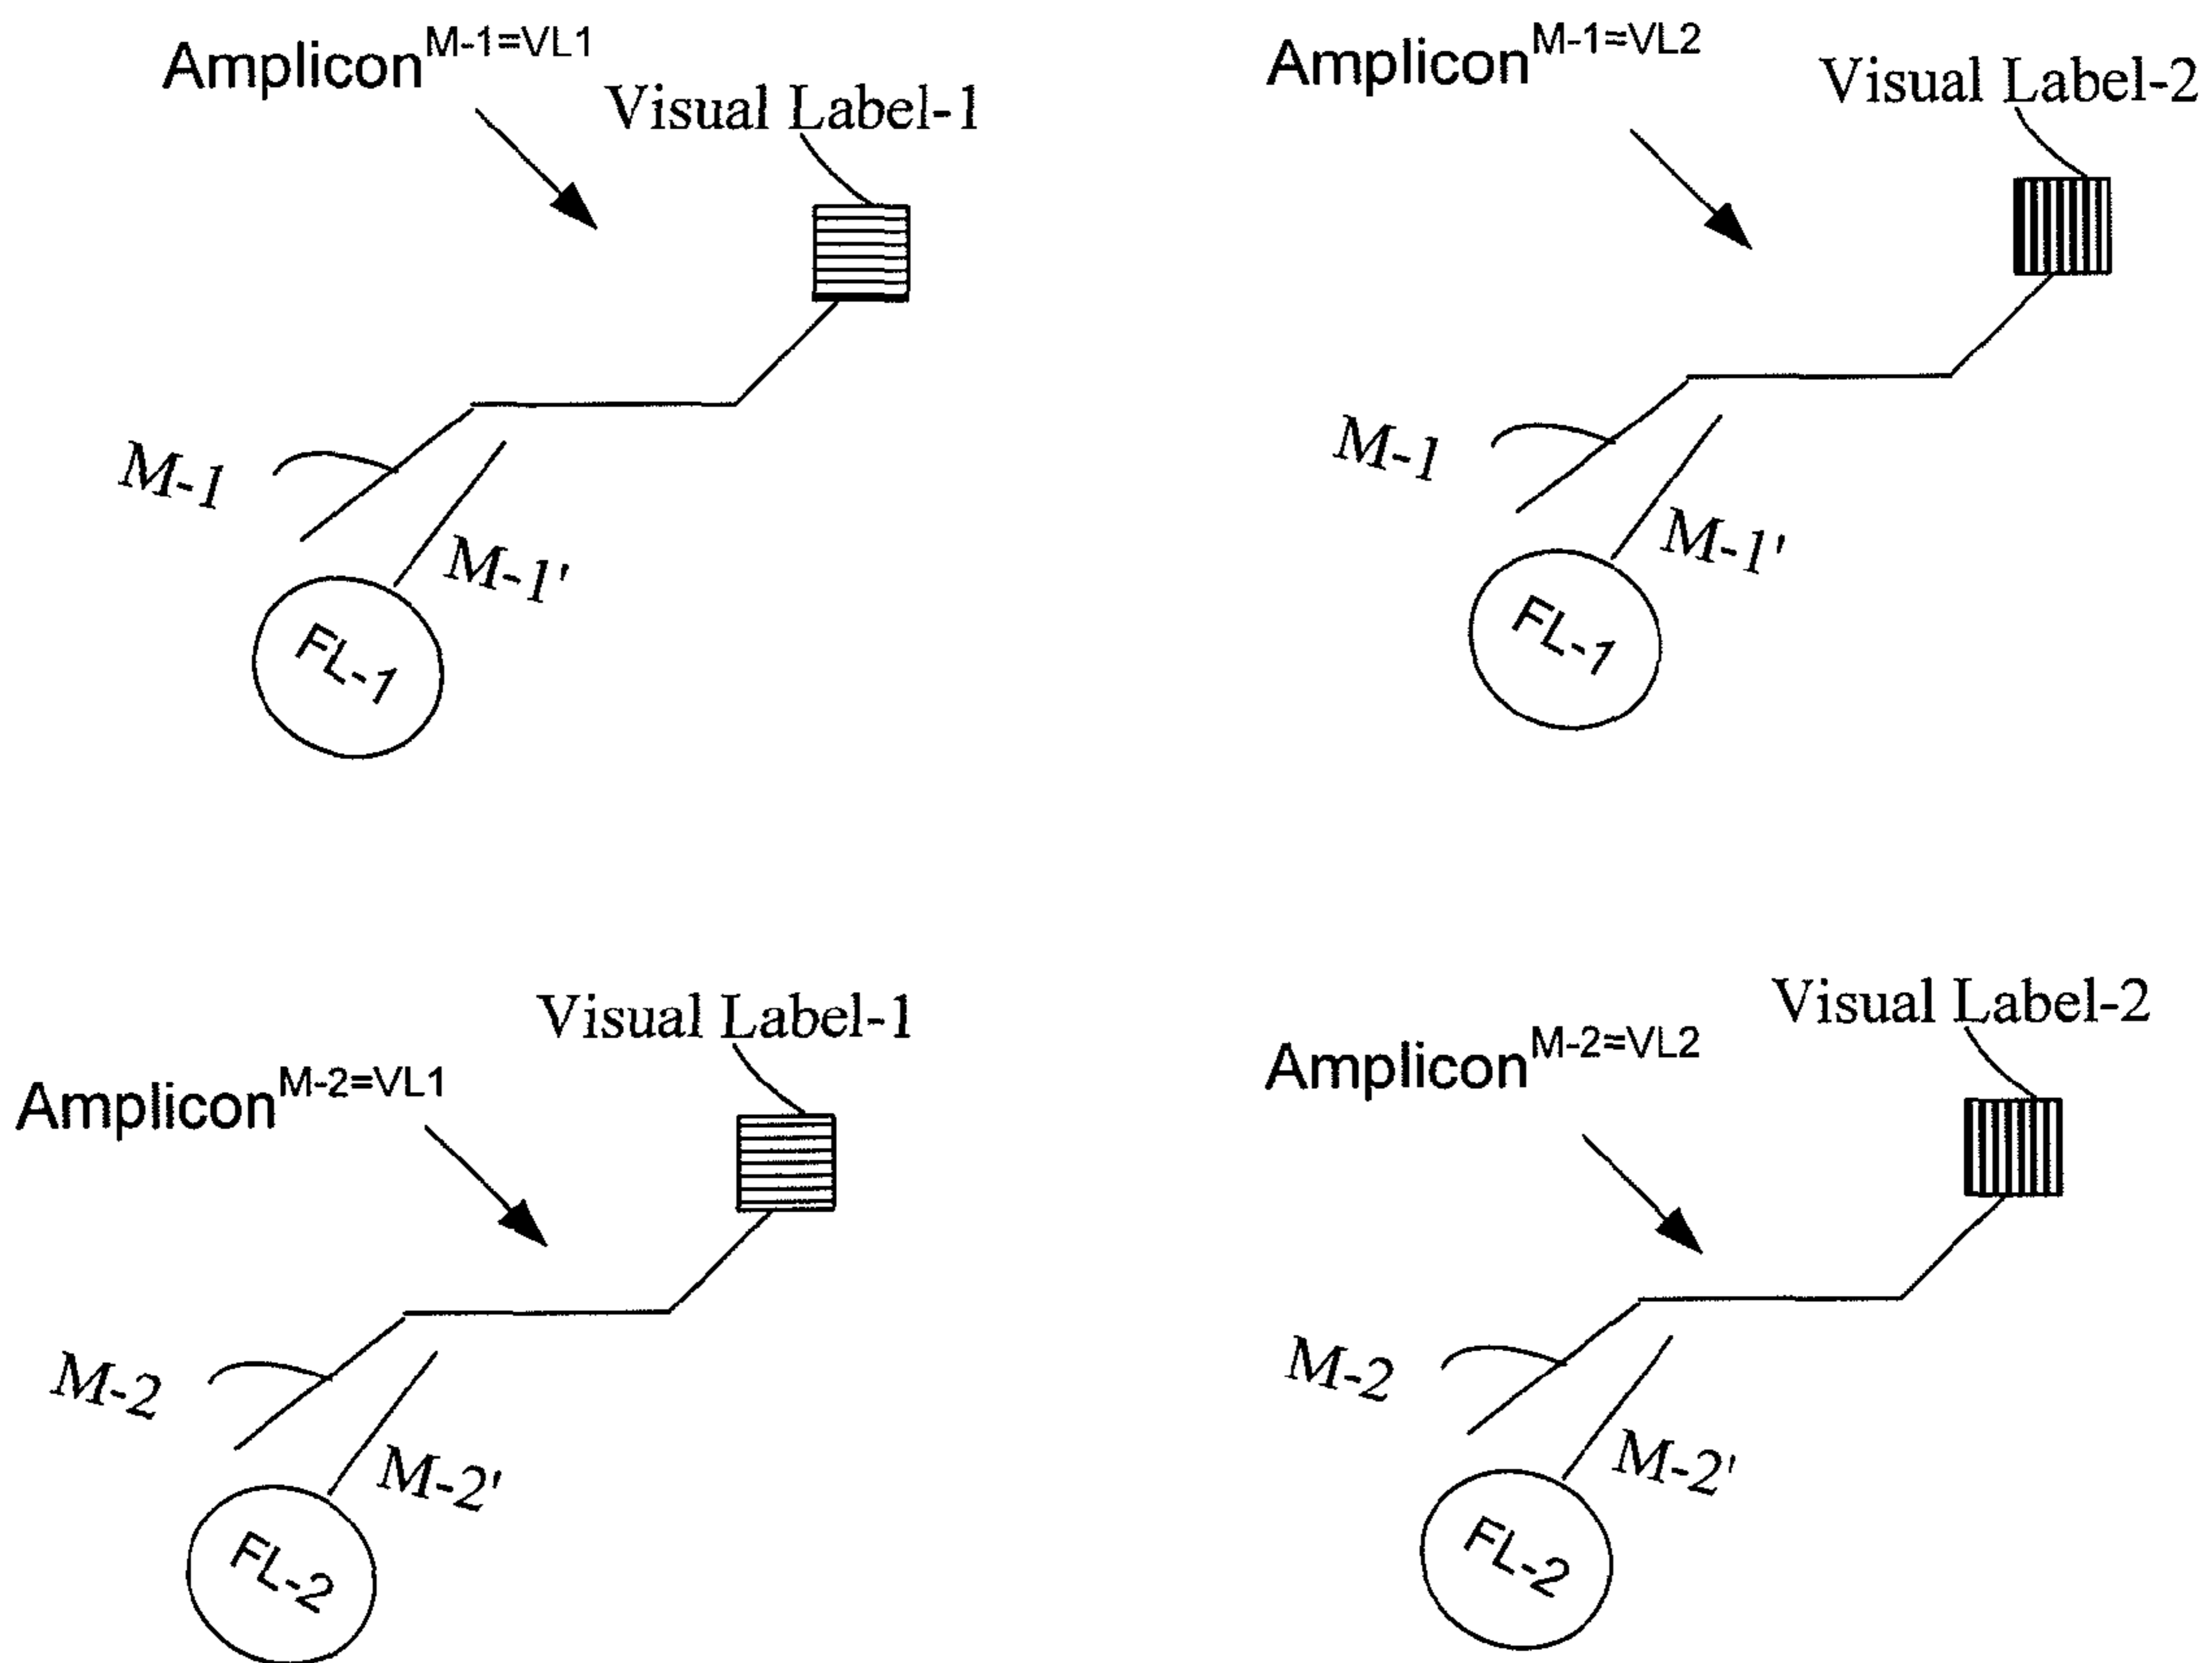 Amplicon^M-1=VL1
Visual Label-1
M-1
M-1'
FL-1
Amplicon^M-1=VL2
Visual Label-2
M-1
M-1'
FL-1
Visual Label-1
Amplicon^M-2=VL1
M-2
M-2'
FL-2
Visual Label-2
Amplicon^M-2=VL2
M-2
M-2'
FL-2